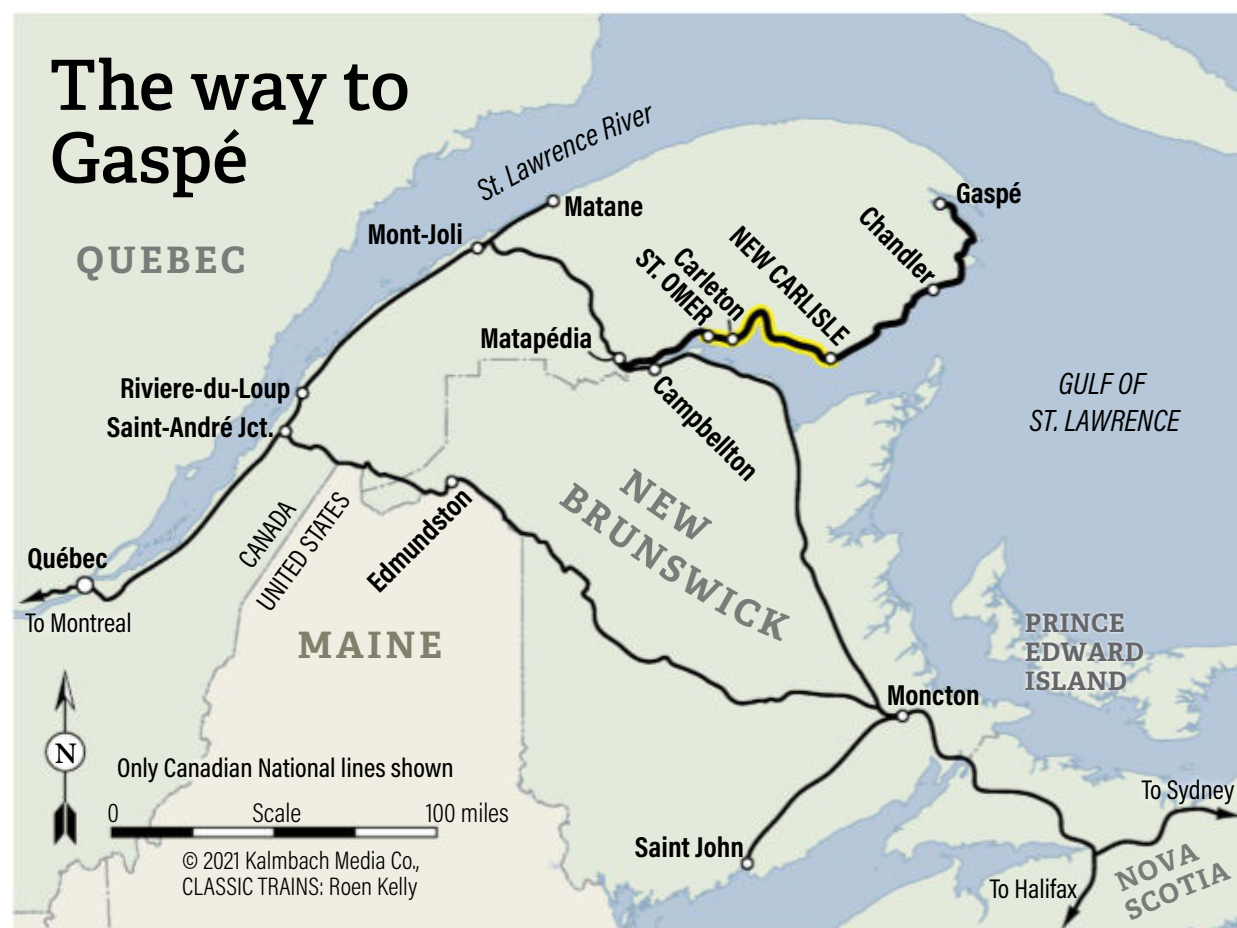 The way to
Gaspé
St. Lawrence River
Gaspé
Matane
Mont-Joli
QUEBEC
Chandler
NEW CARLISLE
Carleton
ST. OMER
Matapédia
Riviere-du-Loup
Saint-André Jct.
Campbellton
GULF OF
ST. LAWRENCE
NEW
BRUNSWICK
CANADA
UNITED STATES
Edmundston
Québec
To Montreal
MAINE
PRINCE
EDWARD
ISLAND
Moncton
N
Only Canadian National lines shown
0 Scale 100 miles
To Sydney
Saint John
© 2021 Kalmbach Media Co.,
CLASSIC TRAINS: Roen Kelly
To Halifax
NOVA
SCOTIA